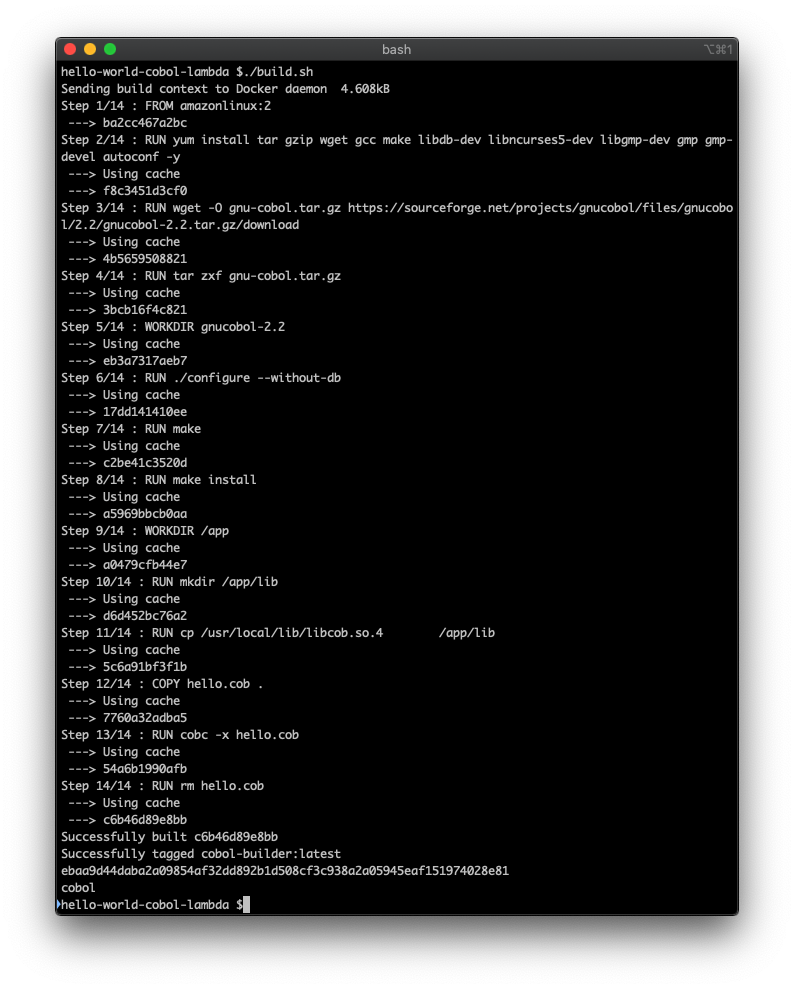 bash
⌥⌘1
hello-world-cobol-lambda $./build.sh
Sending build context to Docker daemon  4.608kB
Step 1/14 : FROM amazonlinux:2
 ---> ba2cc467a2bc
Step 2/14 : RUN yum install tar gzip wget gcc make libdb-dev libncurses5-dev libgmp-dev gmp gmp-
devel autoconf -y
 ---> Using cache
 ---> f8c3451d3cf0
Step 3/14 : RUN wget -O gnu-cobol.tar.gz https://sourceforge.net/projects/gnucobol/files/gnucobo
l/2.2/gnucobol-2.2.tar.gz/download
 ---> Using cache
 ---> 4b5659508821
Step 4/14 : RUN tar zxf gnu-cobol.tar.gz
 ---> Using cache
 ---> 3bcb16f4c821
Step 5/14 : WORKDIR gnucobol-2.2
 ---> Using cache
 ---> eb3a7317aeb7
Step 6/14 : RUN ./configure --without-db
 ---> Using cache
 ---> 17dd141410ee
Step 7/14 : RUN make
 ---> Using cache
 ---> c2be41c3520d
Step 8/14 : RUN make install
 ---> Using cache
 ---> a5969bbcb0aa
Step 9/14 : WORKDIR /app
 ---> Using cache
 ---> a0479cfb44e7
Step 10/14 : RUN mkdir /app/lib
 ---> Using cache
 ---> d6d452bc76a2
Step 11/14 : RUN cp /usr/local/lib/libcob.so.4        /app/lib
 ---> Using cache
 ---> 5c6a91bf3f1b
Step 12/14 : COPY hello.cob .
 ---> Using cache
 ---> 7760a32adba5
Step 13/14 : RUN cobc -x hello.cob
 ---> Using cache
 ---> 54a6b1990afb
Step 14/14 : RUN rm hello.cob
 ---> Using cache
 ---> c6b46d89e8bb
Successfully built c6b46d89e8bb
Successfully tagged cobol-builder:latest
ebaa9d44daba2a09854af32dd892b1d508cf3c938a2a05945eaf151974028e81
cobol
hello-world-cobol-lambda $